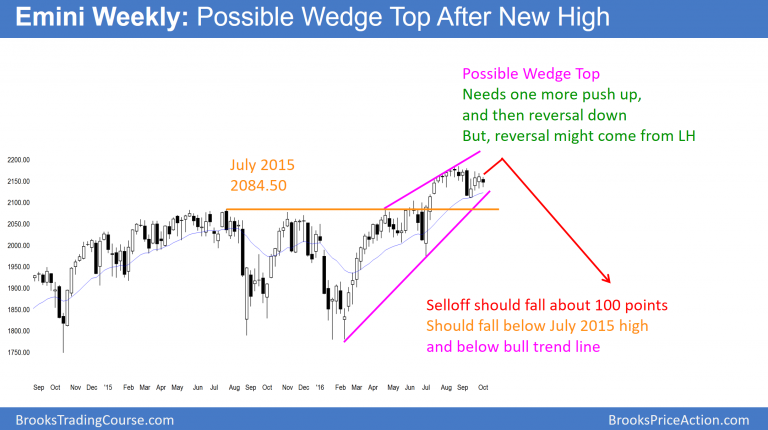 Emini Weekly: Possible Wedge Top After New High
Possible Wedge Top
Needs one more push up,
and then reversal down
But, reversal might come from LH
July 2015
2084.50
2200.00
2150.00
2100.00
2050.00
2000.00
1950.00
1900.00
1850.00
1800.00
1750.00
Selloff should fall about 100 points
Should fall below July 2015 high
and below bull trend line
Sep Oct Nov Dec '15 Feb Mar Apr May Jun Jul Aug Sep Oct Nov Dec '16 Feb Mar Apr May Jun Jul Aug Sep Oct
BrooksTradingCourse.com
BrooksPriceAction.com